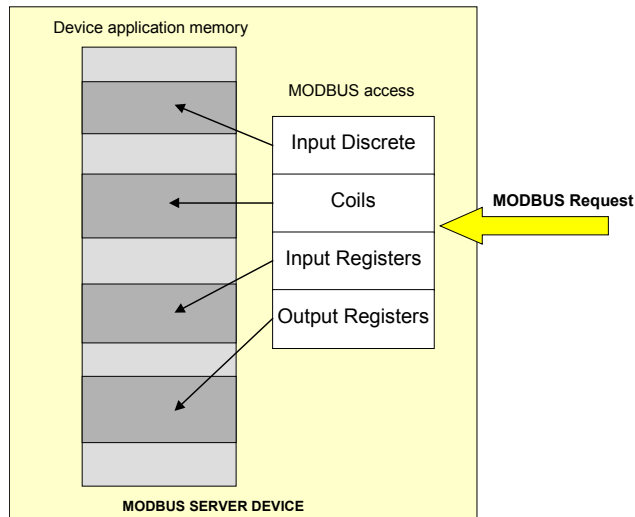 Device application memory
MODBUS access
Input Discrete
Coils
MODBUS Request
Input Registers
Output Registers
MODBUS SERVER DEVICE